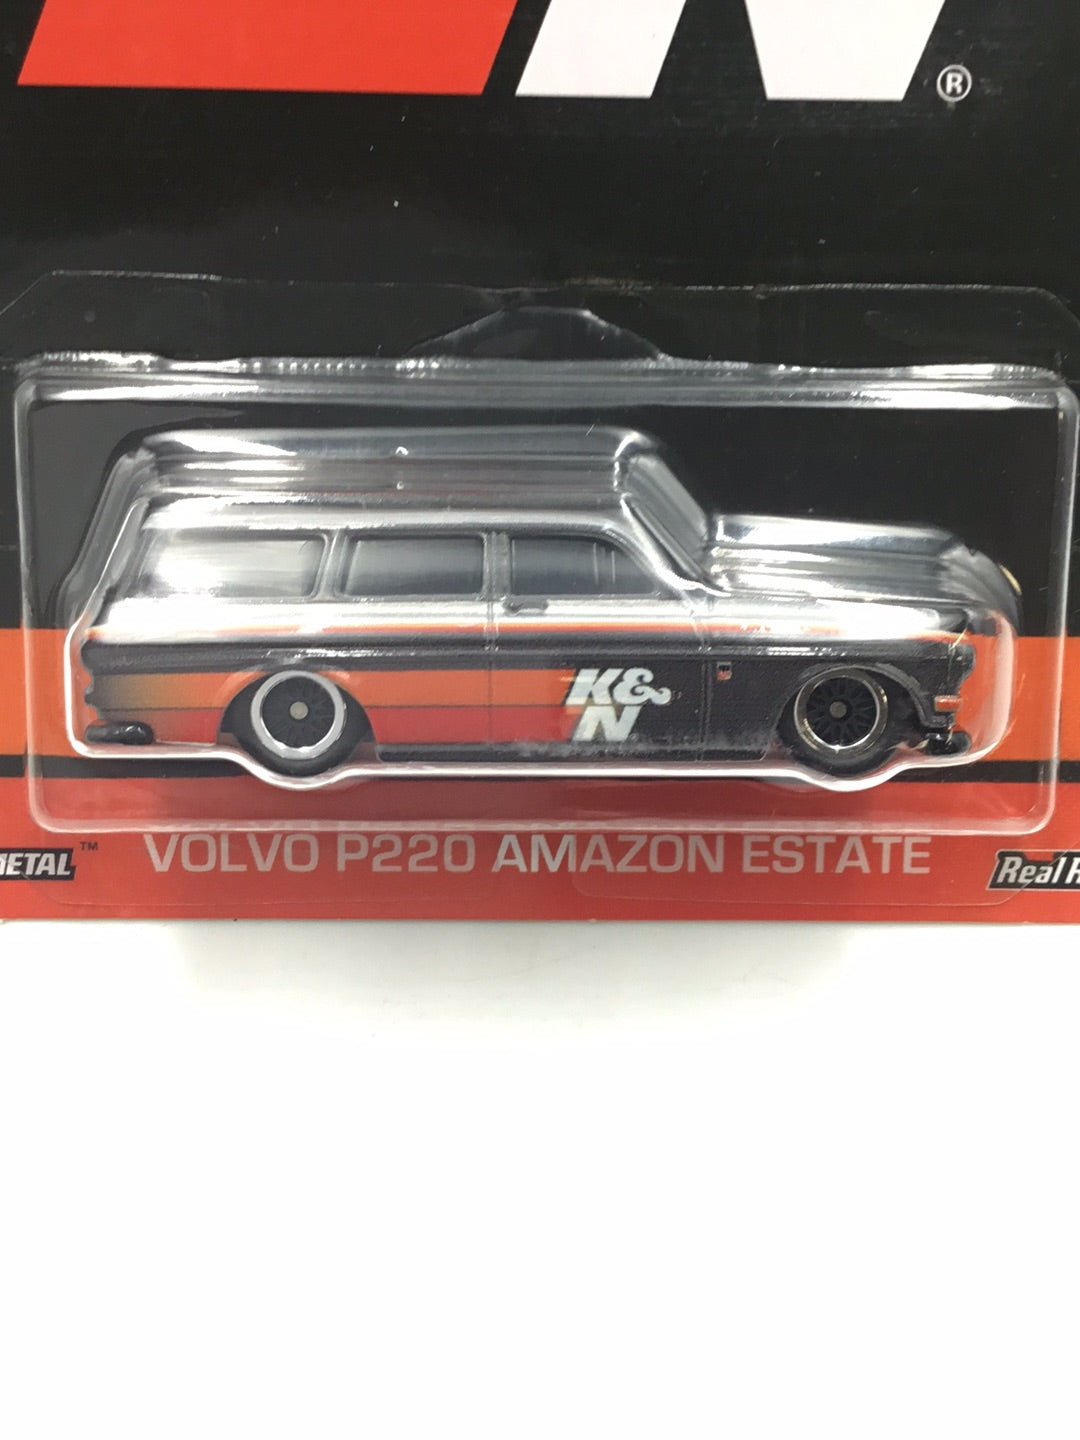 N®
K&
N
VOLVO P220 AMAZON ESTATE
METAL™
Real